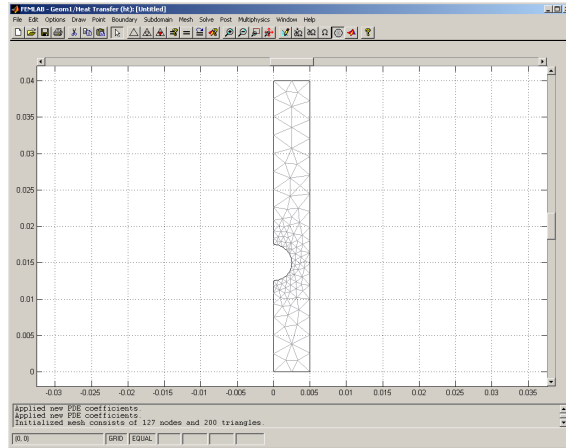 FEMLAB - Geom1/Heat Transfer (ht): [Untitled]
File Edit Options Draw Point Boundary Subdomain Mesh Solve Post Multiphysics Window Help
0.04
0.035
0.03
0.025
0.02
0.015
0.01
0.005
0
-0.03 -0.025 -0.02 -0.015 -0.01 -0.005 0 0.005 0.01 0.015 0.02 0.025 0.03 0.035
Applied new PDE coefficients.
Applied new PDE coefficients.
Initialized mesh consists of 127 nodes and 200 triangles.
(0, 0) GRID EQUAL